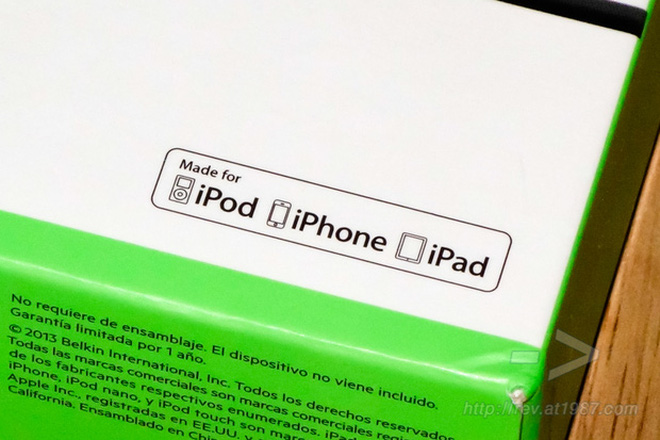 Made for
iPod iPhone iPad
No requiere de ensamblaje. El dispositivo no viene incluido.
Garantía limitada por 1 año.
© 2013 Belkin International, Inc. Todos los derechos reservados.
Todas las marcas comerciales son marcas comerciales
de los fabricantes respectivos enumerados. iPad,
iPhone, iPod nano, y iPod touch son
Apple Inc., registradas en EE.UU. y
California. Ensamblado en
http://rev.at1987.com